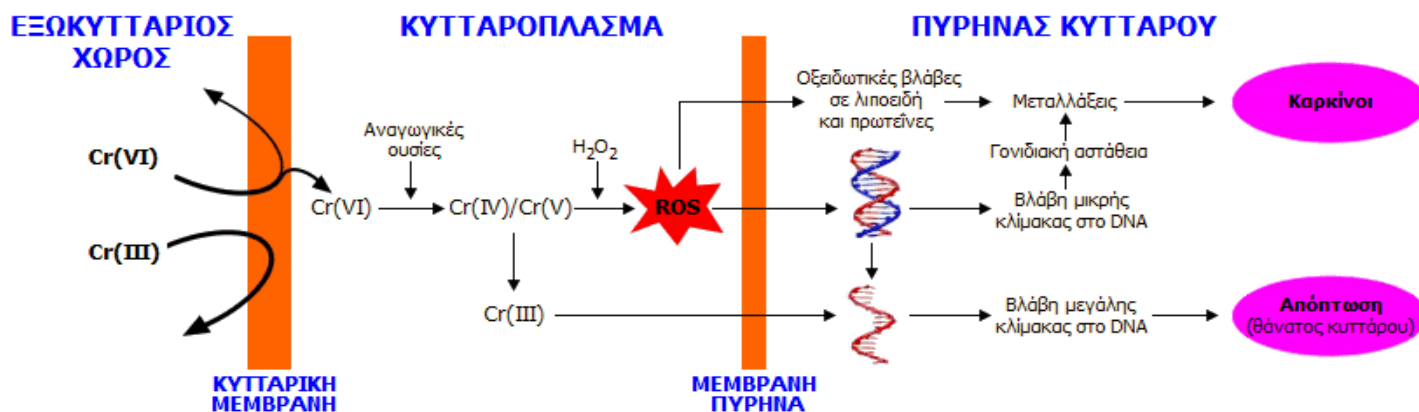 ΕΞΩΚΥΤΤΑΡΙΟΣ
ΧΩΡΟΣ
ΚΥΤΤΑΡΟΠΛΑΣΜΑ
ΠΥΡΗΝΑΣ ΚΥΤΤΑΡΟΥ
Cr(VI)
Cr(III)
Cr(VI)
Αναγωγικές
ουσίες
Cr(IV)/Cr(V)
H₂O₂
ROS
Cr(III)
Οξειδωτικές βλάβες
σε λιποειδή
και πρωτεΐνες
Μεταλλάξεις
Καρκίνοι
Γονιδιακή αστάθεια
Βλάβη μικρής
κλίμακας στο DNA
Βλάβη μεγάλης
κλίμακας στο DNA
Απόπτωση
(θάνατος κυττάρου)
ΚΥΤΤΑΡΙΚΗ
ΜΕΜΒΡΑΝΗ
ΜΕΜΒΡΑΝΗ
ΠΥΡΗΝΑ